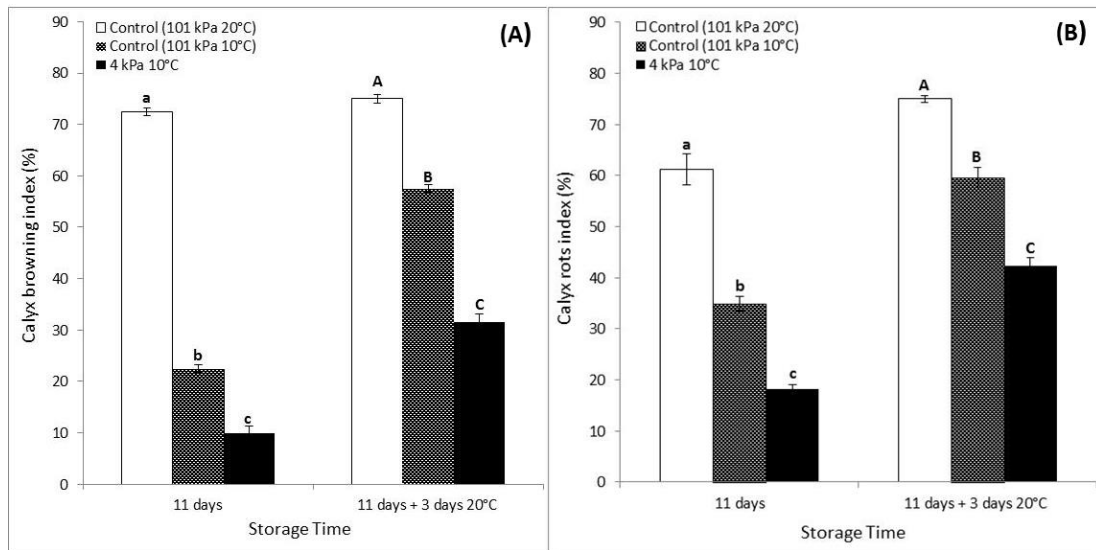 (A)
Control (101 kPa 20°C)
Control (101 kPa 10°C)
4 kPa 10°C
Calyx browning index (%)
90
80
70
60
50
40
30
20
10
0
a
b
c
A
B
C
11 days
11 days + 3 days 20°C
Storage Time
(B)
Control (101 kPa 20°C)
Control (101 kPa 10°C)
4 kPa 10°C
Calyx rots index (%)
90
80
70
60
50
40
30
20
10
0
a
b
c
A
B
C
11 days
11 days + 3 days 20°C
Storage Time